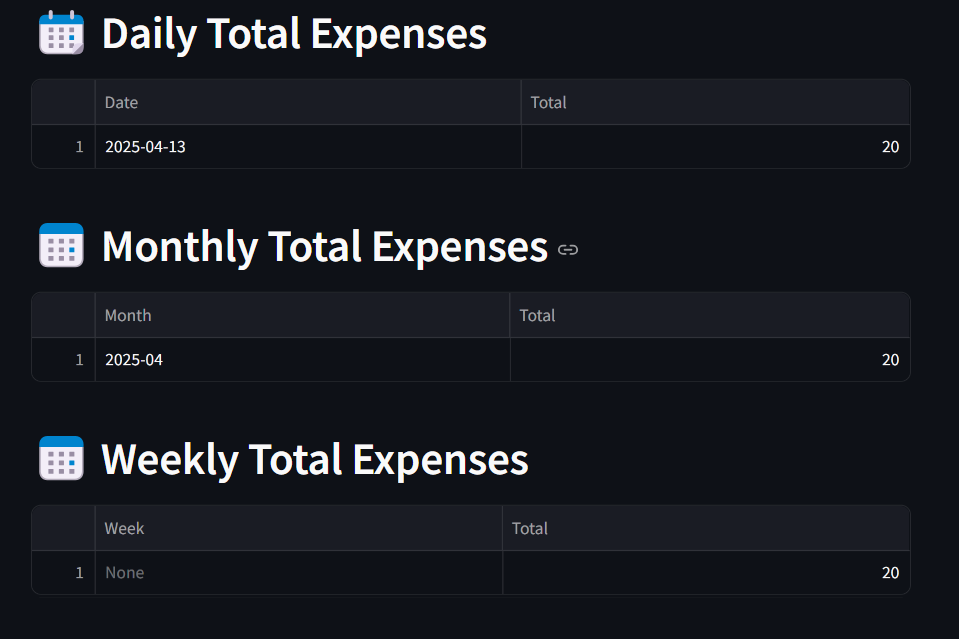 Daily Total Expenses
Date Total
1 2025-04-13 20
Monthly Total Expenses
Month Total
1 2025-04 20
Weekly Total Expenses
Week Total
1 None 20